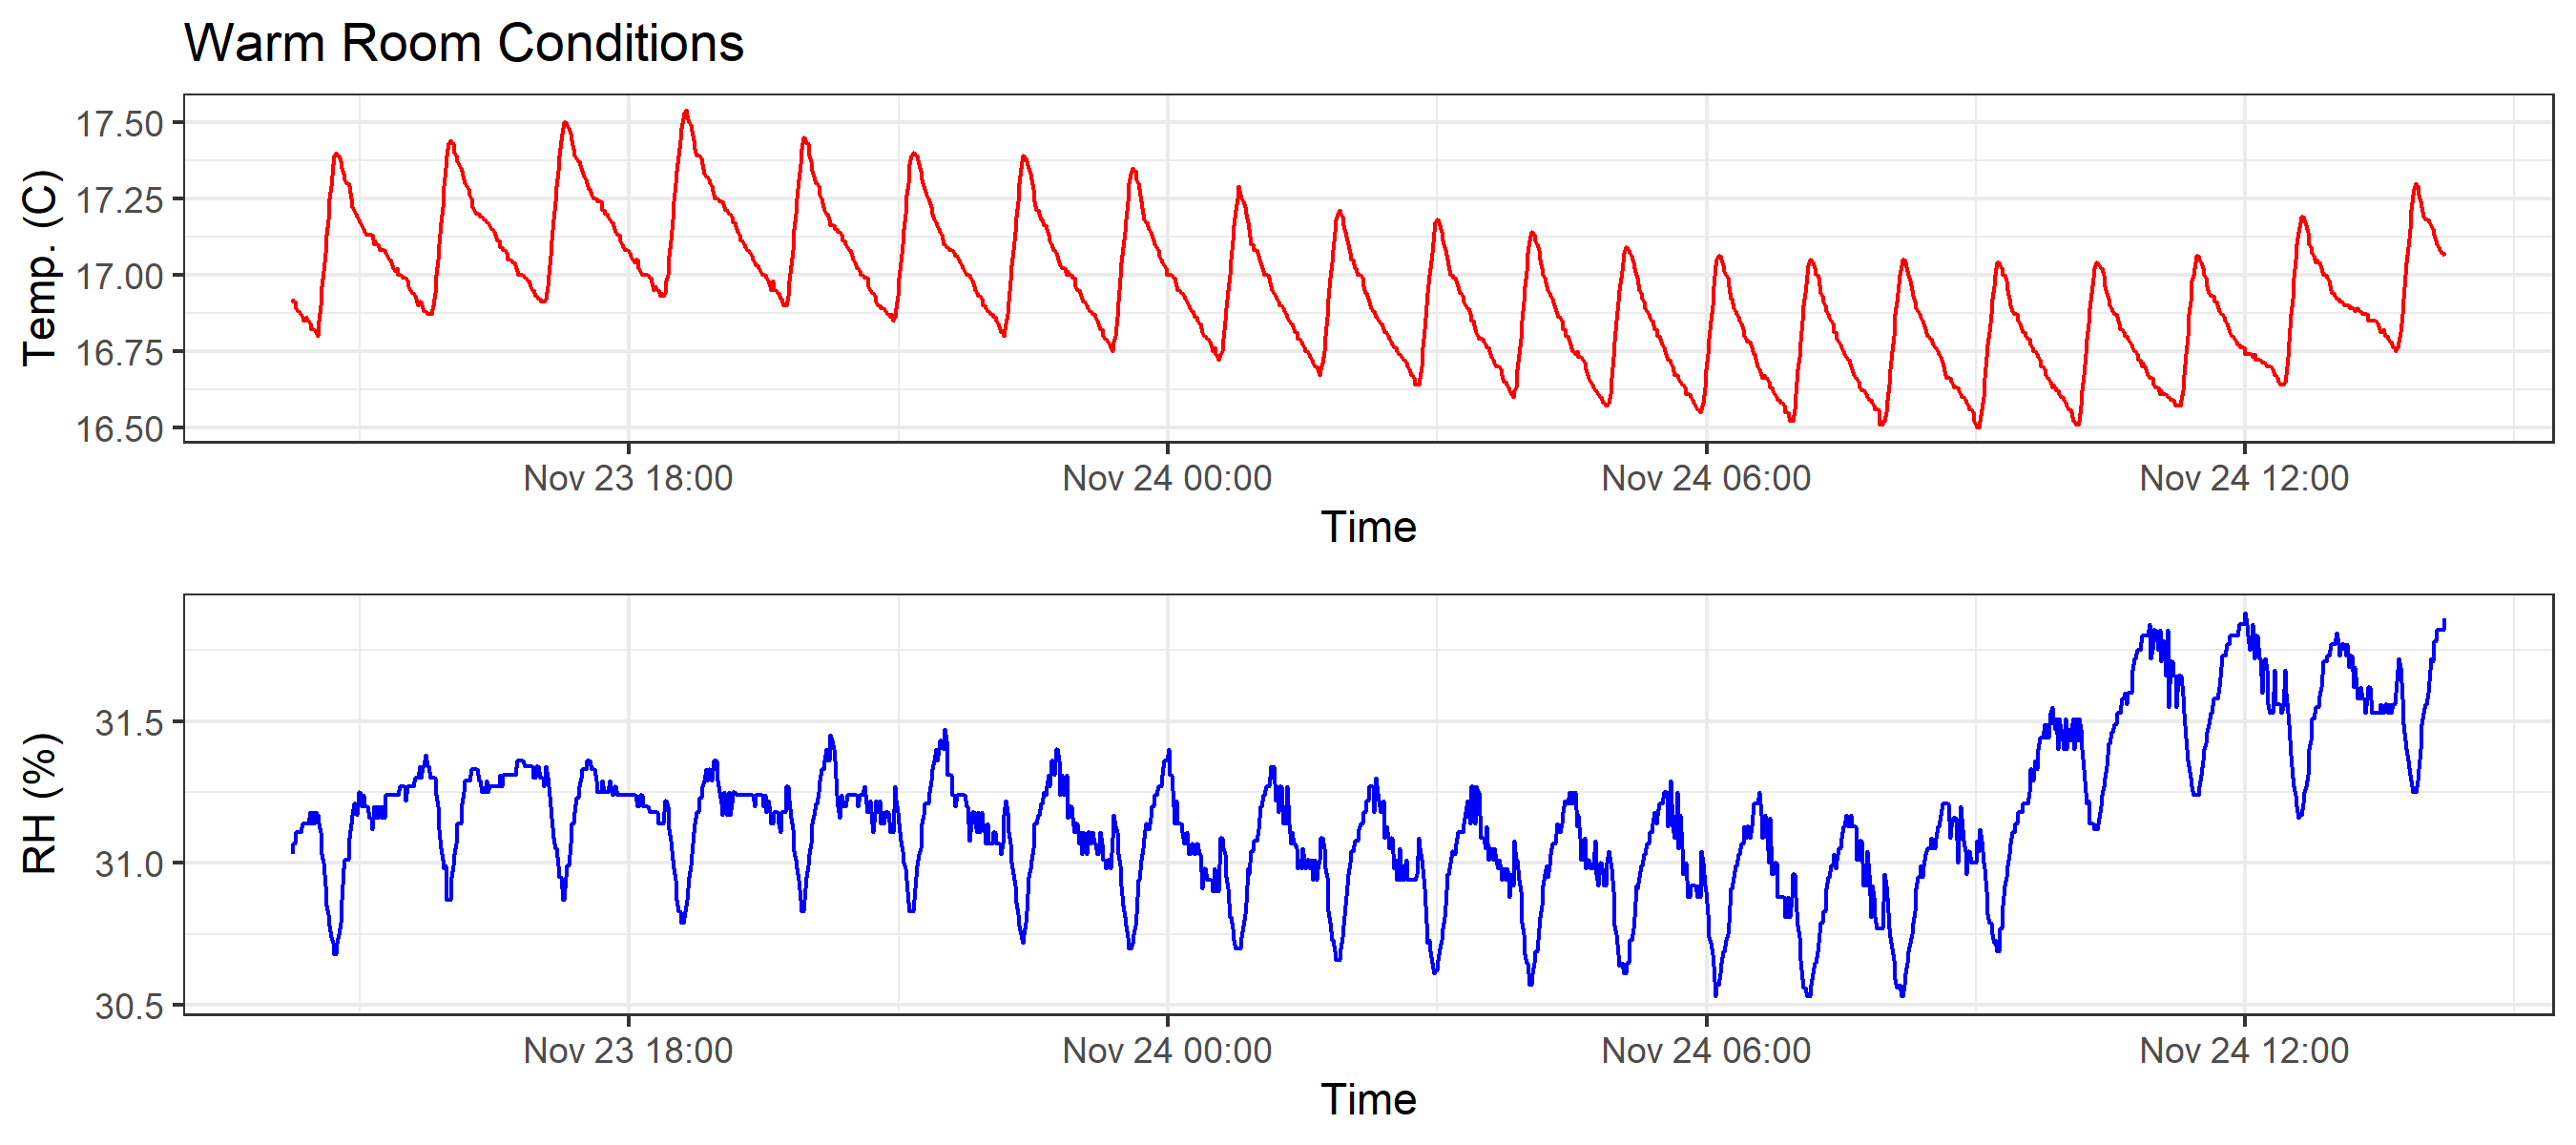 Warm Room Conditions
Temp. (C)
17.50
17.25
17.00
16.75
16.50
Nov 23 18:00 Nov 24 00:00 Nov 24 06:00 Nov 24 12:00
Time
RH (%)
31.5
31.0
30.5
Nov 23 18:00 Nov 24 00:00 Nov 24 06:00 Nov 24 12:00
Time